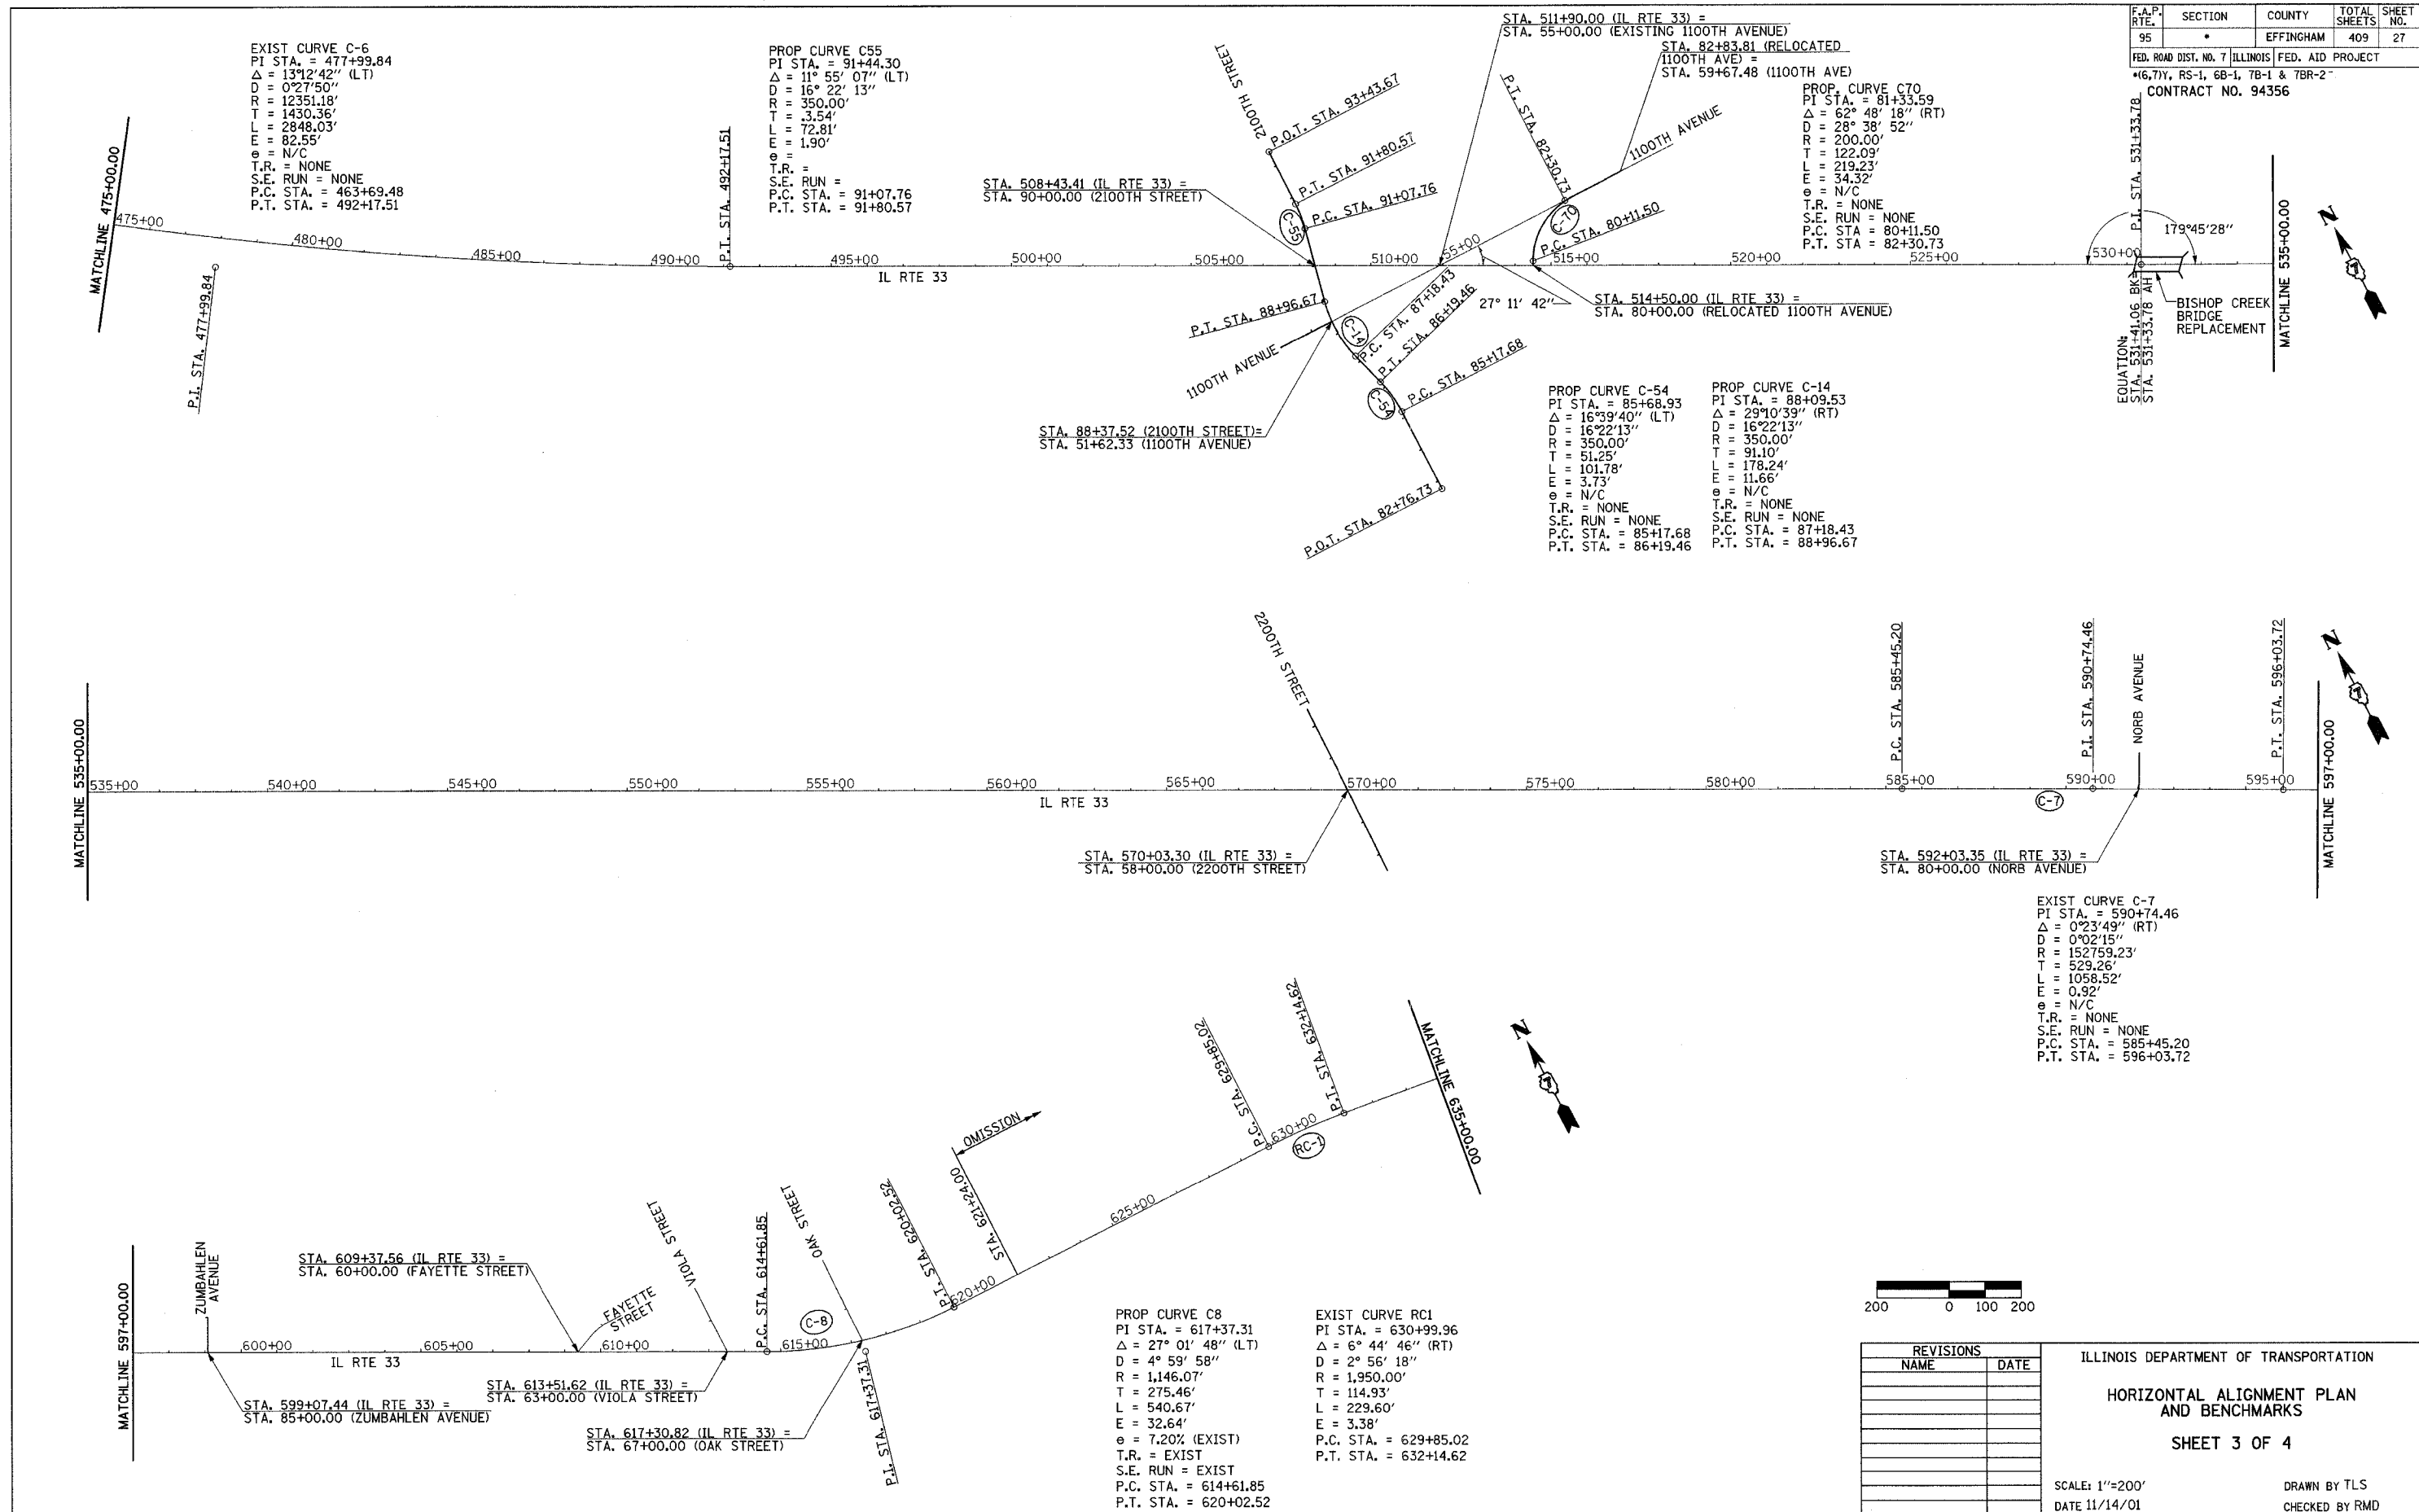 F.A.P. RTE. SECTION COUNTY TOTAL SHEETS SHEET NO.
95 * EFFINGHAM 409 27
FED. ROAD DIST. NO. 7 ILLINOIS FED. AID PROJECT
*(6,7)Y, RS-1, 6B-1, 7B-1 & 7BR-2
CONTRACT NO. 94356
EXIST CURVE C-6
PI STA. = 477+99.84
Δ = 13°12'42" (LT)
D = 0°27'50"
R = 12351.18'
T = 1430.36'
L = 2848.03'
E = 82.55'
e = N/C
T.R. = NONE
S.E. RUN = NONE
P.C. STA. = 463+69.48
P.T. STA. = 492+17.51
PROP CURVE C55
PI STA. = 91+44.30
Δ = 11° 55' 07" (LT)
D = 16° 22' 13"
R = 350.00'
T = .3.54'
L = 72.81'
E = 1.90'
e =
T.R. =
S.E. RUN =
P.C. STA. = 91+07.76
P.T. STA. = 91+80.57
STA. 511+90.00 (IL RTE 33) =
STA. 55+00.00 (EXISTING 1100TH AVENUE)
STA. 82+83.81 (RELOCATED
1100TH AVE) =
STA. 59+67.48 (1100TH AVE)
PROP. CURVE C70
PI STA. = 81+33.59
Δ = 62° 48' 18" (RT)
D = 28° 38' 52"
R = 200.00'
T = 122.09'
L = 219.23'
E = 34.32'
e = N/C
T.R. = NONE
S.E. RUN = NONE
P.C. STA = 80+11.50
P.T. STA = 82+30.73
MATCHLINE 475+00.00
475+00
480+00
485+00
490+00
495+00
500+00
505+00
510+00
515+00
520+00
525+00
530+00
IL RTE 33
P.I. STA. 477+99.84
P.T. STA. 492+17.51
STA. 508+43.41 (IL RTE 33) =
STA. 90+00.00 (2100TH STREET)
2100TH STREET
P.O.T. STA. 93+43.67
P.T. STA. 91+80.57
P.C. STA. 91+07.76
C-55
P.T. STA. 82+30.73
C-70
1100TH AVENUE
P.C. STA. 80+11.50
55+00
27° 11' 42"
STA. 514+50.00 (IL RTE 33) =
STA. 80+00.00 (RELOCATED 1100TH AVENUE)
P.T. STA. 88+96.67
C-14
P.C. STA. 87+18.43
P.T. STA. 86+19.46
P.C. STA. 85+17.68
C-54
1100TH AVENUE
STA. 88+37.52 (2100TH STREET)=
STA. 51+62.33 (1100TH AVENUE)
P.O.T. STA. 82+76.73
P.I. STA. 531+33.78
179°45'28"
BISHOP CREEK
BRIDGE
REPLACEMENT
EQUATION:
STA. 531+41.06 BK=
STA. 531+33.78 AH
MATCHLINE 535+00.00
N
7
PROP CURVE C-54
PI STA. = 85+68.93
Δ = 16°39'40" (LT)
D = 16°22'13"
R = 350.00'
T = 51.25'
L = 101.78'
E = 3.73'
e = N/C
T.R. = NONE
S.E. RUN = NONE
P.C. STA. = 85+17.68
P.T. STA. = 86+19.46
PROP CURVE C-14
PI STA. = 88+09.53
Δ = 29°10'39" (RT)
D = 16°22'13"
R = 350.00'
T = 91.10'
L = 178.24'
E = 11.66'
e = N/C
T.R. = NONE
S.E. RUN = NONE
P.C. STA. = 87+18.43
P.T. STA. = 88+96.67
MATCHLINE 535+00.00
535+00
540+00
545+00
550+00
555+00
560+00
565+00
570+00
575+00
580+00
585+00
590+00
595+00
IL RTE 33
2200TH STREET
STA. 570+03.30 (IL RTE 33) =
STA. 58+00.00 (2200TH STREET)
P.C. STA. 585+45.20
P.I. STA. 590+74.46
NORB AVENUE
P.T. STA. 596+03.72
C-7
STA. 592+03.35 (IL RTE 33) =
STA. 80+00.00 (NORB AVENUE)
MATCHLINE 597+00.00
N
7
EXIST CURVE C-7
PI STA. = 590+74.46
Δ = 0°23'49" (RT)
D = 0°02'15"
R = 152759.23'
T = 529.26'
L = 1058.52'
E = 0.92'
e = N/C
T.R. = NONE
S.E. RUN = NONE
P.C. STA. = 585+45.20
P.T. STA. = 596+03.72
MATCHLINE 597+00.00
ZUMBAHLEN
AVENUE
600+00
605+00
610+00
615+00
620+00
625+00
630+00
IL RTE 33
STA. 599+07.44 (IL RTE 33) =
STA. 85+00.00 (ZUMBAHLEN AVENUE)
STA. 609+37.56 (IL RTE 33) =
STA. 60+00.00 (FAYETTE STREET)
FAYETTE
STREET
VIOLA STREET
STA. 613+51.62 (IL RTE 33) =
STA. 63+00.00 (VIOLA STREET)
P.C. STA. 614+61.85
C-8
OAK STREET
STA. 617+30.82 (IL RTE 33) =
STA. 67+00.00 (OAK STREET)
P.I. STA. 617+37.31
P.T. STA. 620+02.52
STA. 621+24.00
OMISSION
P.C. STA. 629+85.02
RC-1
P.T. STA. 632+14.62
MATCHLINE 635+00.00
N
7
PROP CURVE C8
PI STA. = 617+37.31
Δ = 27° 01' 48" (LT)
D = 4° 59' 58"
R = 1,146.07'
T = 275.46'
L = 540.67'
E = 32.64'
e = 7.20% (EXIST)
T.R. = EXIST
S.E. RUN = EXIST
P.C. STA. = 614+61.85
P.T. STA. = 620+02.52
EXIST CURVE RC1
PI STA. = 630+99.96
Δ = 6° 44' 46" (RT)
D = 2° 56' 18"
R = 1,950.00'
T = 114.93'
L = 229.60'
E = 3.38'
P.C. STA. = 629+85.02
P.T. STA. = 632+14.62
200 0 100 200
REVISIONS
NAME DATE
ILLINOIS DEPARTMENT OF TRANSPORTATION
HORIZONTAL ALIGNMENT PLAN
AND BENCHMARKS
SHEET 3 OF 4
SCALE: 1"=200'
DRAWN BY TLS
DATE 11/14/01
CHECKED BY RMD